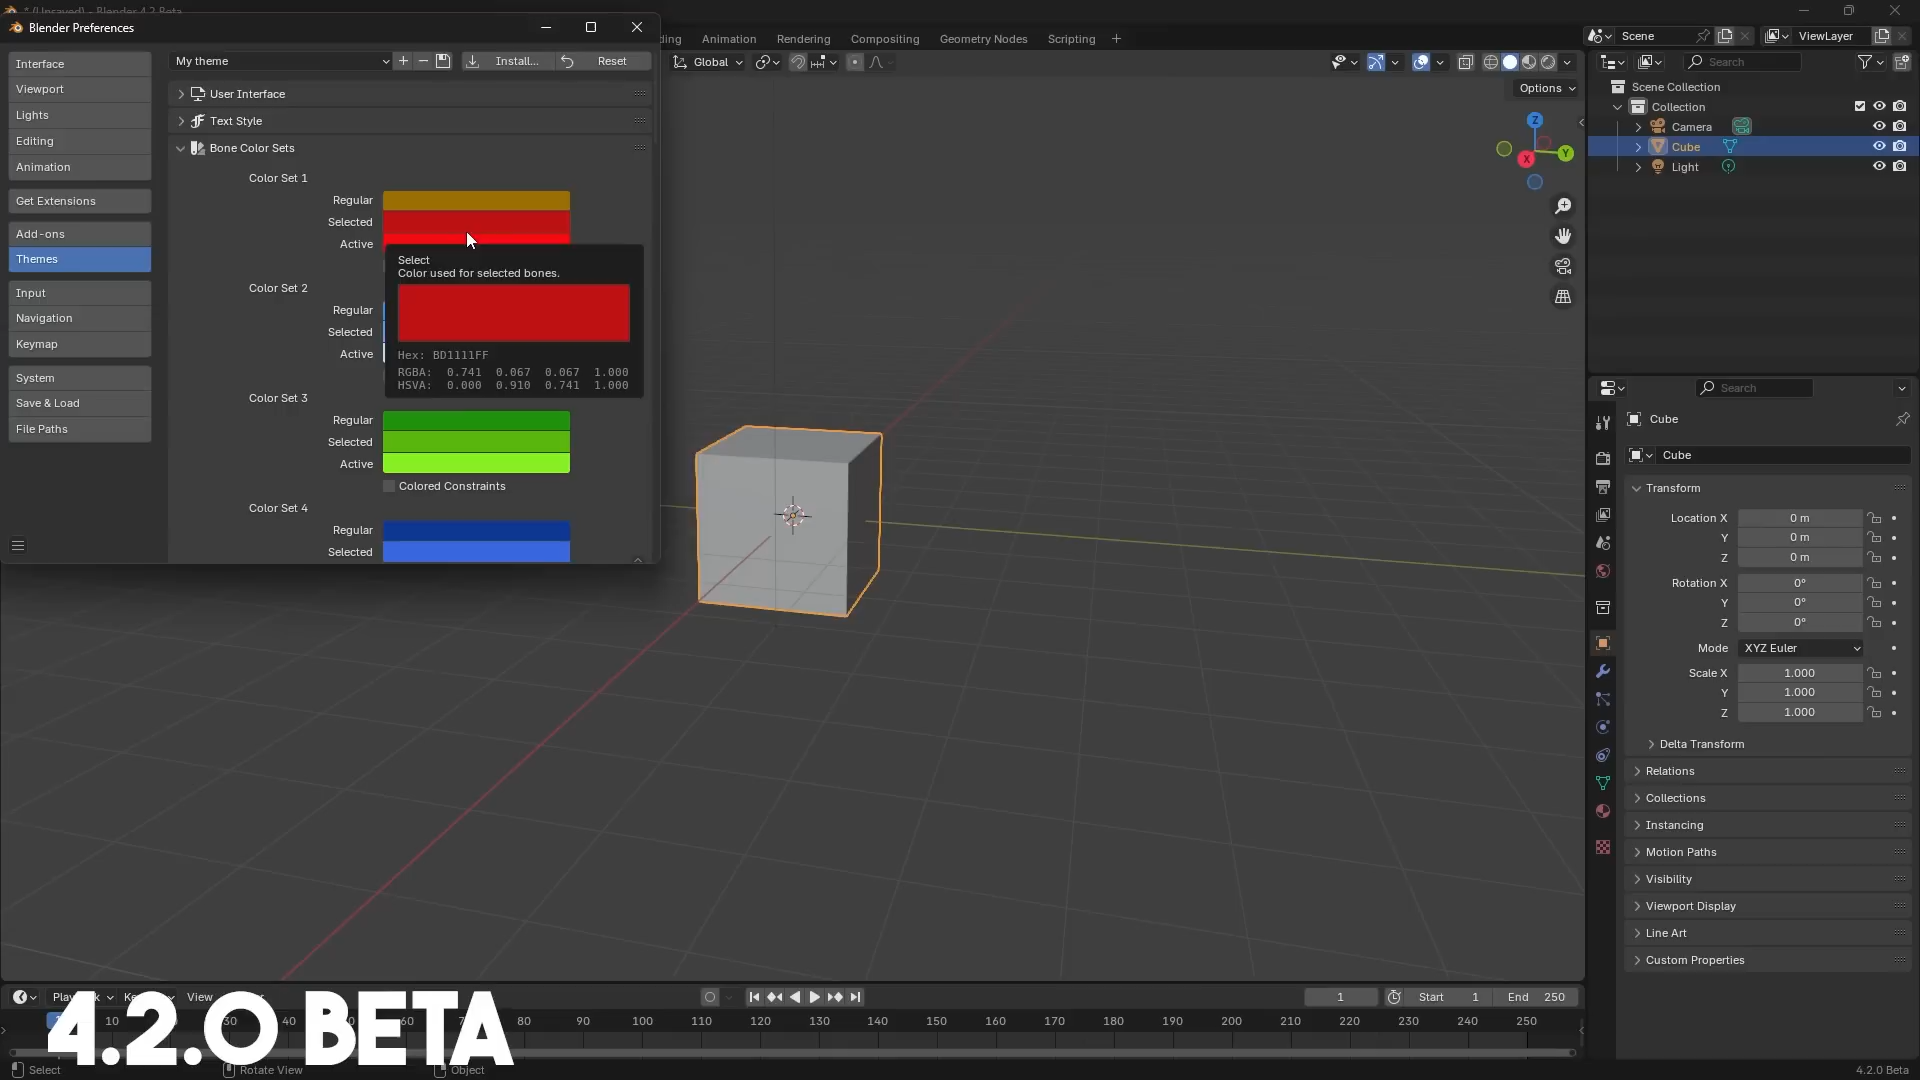 * (Unsaved) - Blender 4.2 Beta
Blender Preferences
Animation Rendering Compositing Geometry Nodes Scripting +
Scene
ViewLayer
My theme
Install...
Reset
Global
Options
Search
Interface
Viewport
Lights
Editing
Animation
Get Extensions
Add-ons
Themes
Input
Navigation
Keymap
System
Save & Load
File Paths
User Interface
Text Style
Bone Color Sets
Color Set 1
Regular
Selected
Active
Color Set 2
Regular
Selected
Active
Select
Color used for selected bones.
Hex: BD1111FF
RGBA: 0.741 0.067 0.067 1.000
HSVA: 0.000 0.910 0.741 1.000
Color Set 3
Regular
Selected
Active
Colored Constraints
Color Set 4
Regular
Selected
Z
Y
X
Scene Collection
Collection
Camera
Cube
Light
Search
Cube
Cube
Transform
Location X 0 m
Y 0 m
Z 0 m
Rotation X 0°
Y 0°
Z 0°
Mode XYZ Euler
Scale X 1.000
Y 1.000
Z 1.000
Delta Transform
Relations
Collections
Instancing
Motion Paths
Visibility
Viewport Display
Line Art
Custom Properties
View
1
Start 1 End 250
10 30 40 60 80 90 100 110 120 130 140 150 160 170 180 190 200 210 220 230 240 250
4.2.0 BETA
Select
Rotate View
Object
4.2.0 Beta